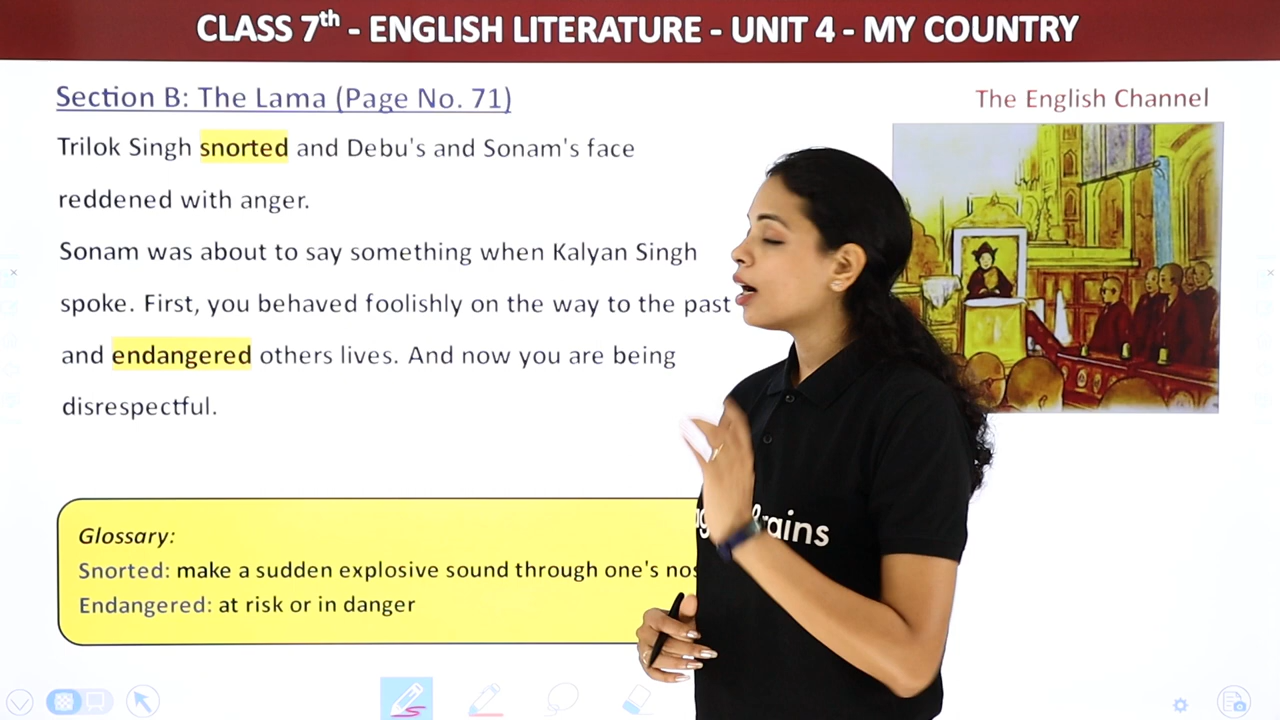 CLASS 7th - ENGLISH LITERATURE - UNIT 4 - MY COUNTRY
Section B: The Lama (Page No. 71)
The English Channel
Trilok Singh snorted and Debu's and Sonam's face
reddened with anger.
Sonam was about to say something when Kalyan Singh
spoke. First, you behaved foolishly on the way to the past
and endangered others lives. And now you are being
disrespectful.
Glossary:
Snorted: make a sudden explosive sound through one's
Endangered: at risk or in danger